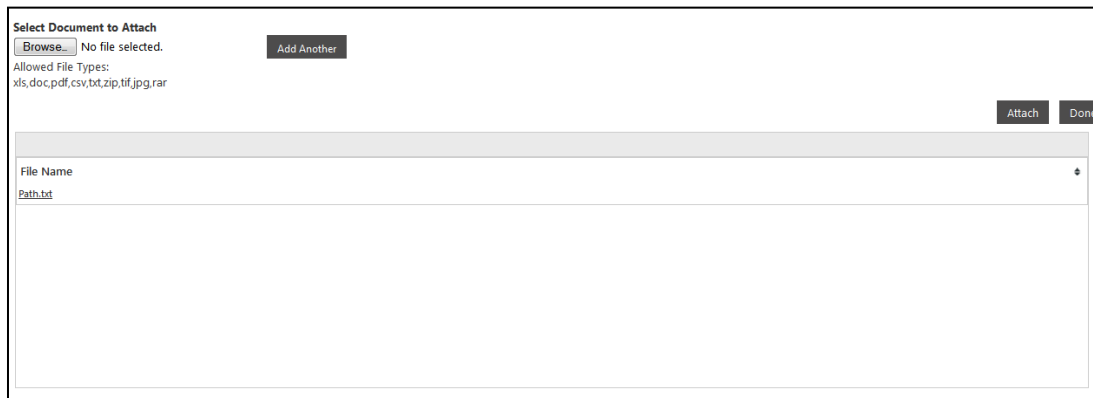 Select Document to Attach
Browse... No file selected.
Add Another
Allowed File Types:
xls,doc,pdf,csv,txt,zip,tif,jpg,rar
Attach
File Name
Path.txt